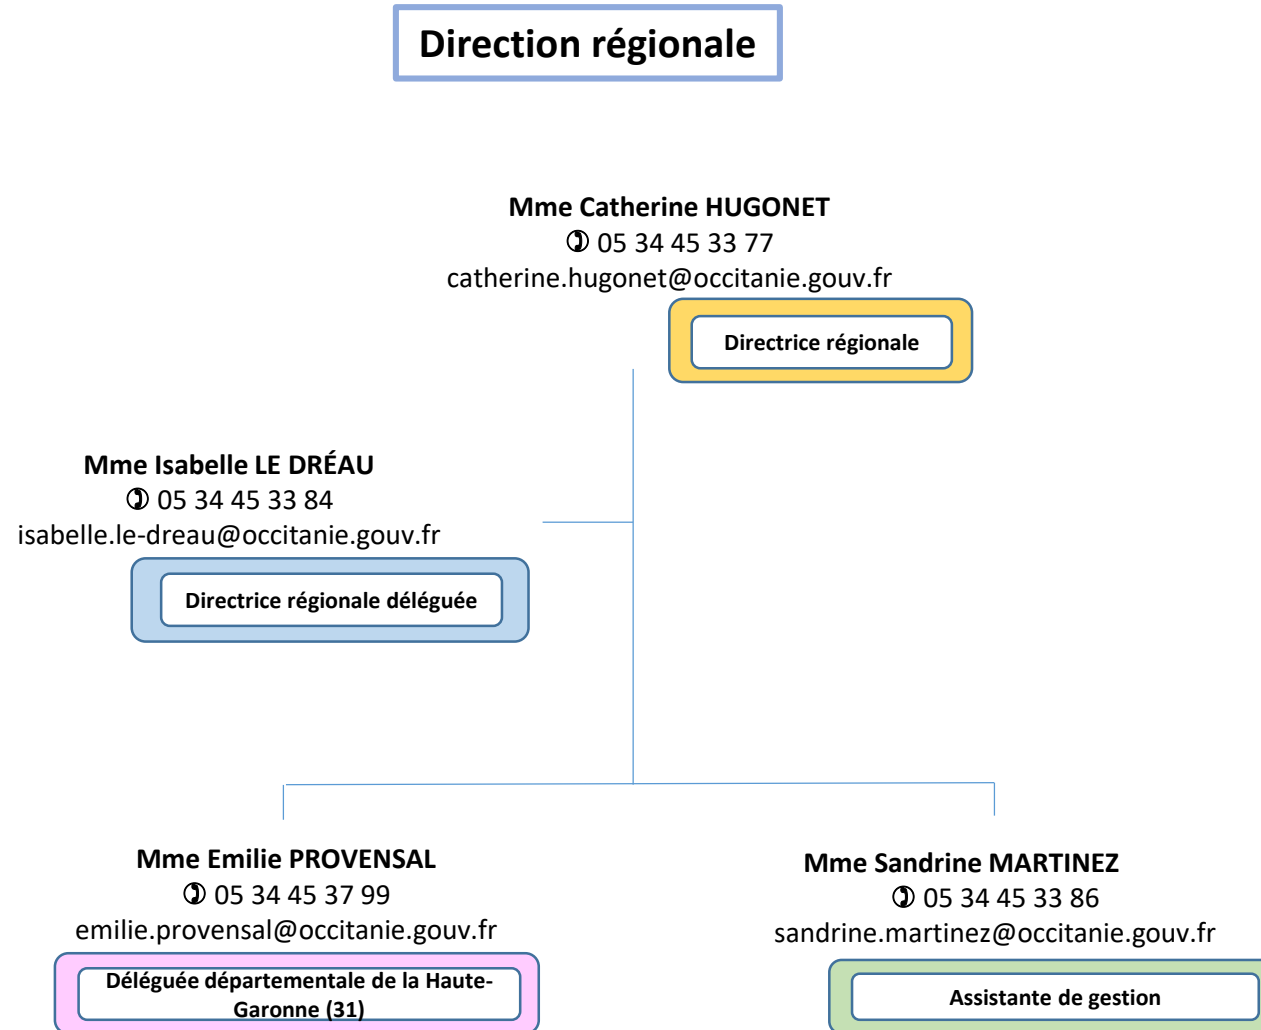 Direction régionale
Mme Catherine HUGONET
✆ 05 34 45 33 77
catherine.hugonet@occitanie.gouv.fr
Directrice régionale
Mme Isabelle LE DRÉAU
✆ 05 34 45 33 84
isabelle.le-dreau@occitanie.gouv.fr
Directrice régionale déléguée
Mme Emilie PROVENSAL
✆ 05 34 45 37 99
emilie.provensal@occitanie.gouv.fr
Déléguée départementale de la Haute-
Garonne (31)
Mme Sandrine MARTINEZ
✆ 05 34 45 33 86
sandrine.martinez@occitanie.gouv.fr
Assistante de gestion